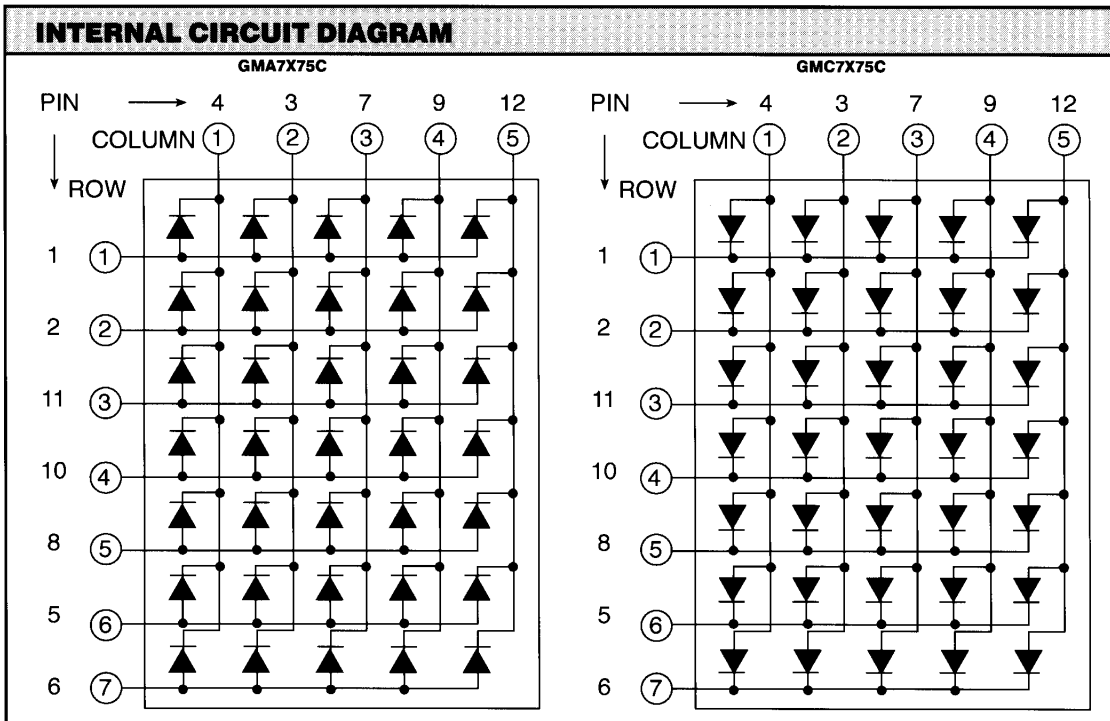 INTERNAL CIRCUIT DIAGRAM
GMA7X75C
PIN → 4 3 7 9 12
COLUMN 1 2 3 4 5
↓ ROW
1 1
2 2
11 3
10 4
8 5
5 6
6 7
GMC7X75C
PIN → 4 3 7 9 12
COLUMN 1 2 3 4 5
↓ ROW
1 1
2 2
11 3
10 4
8 5
5 6
6 7